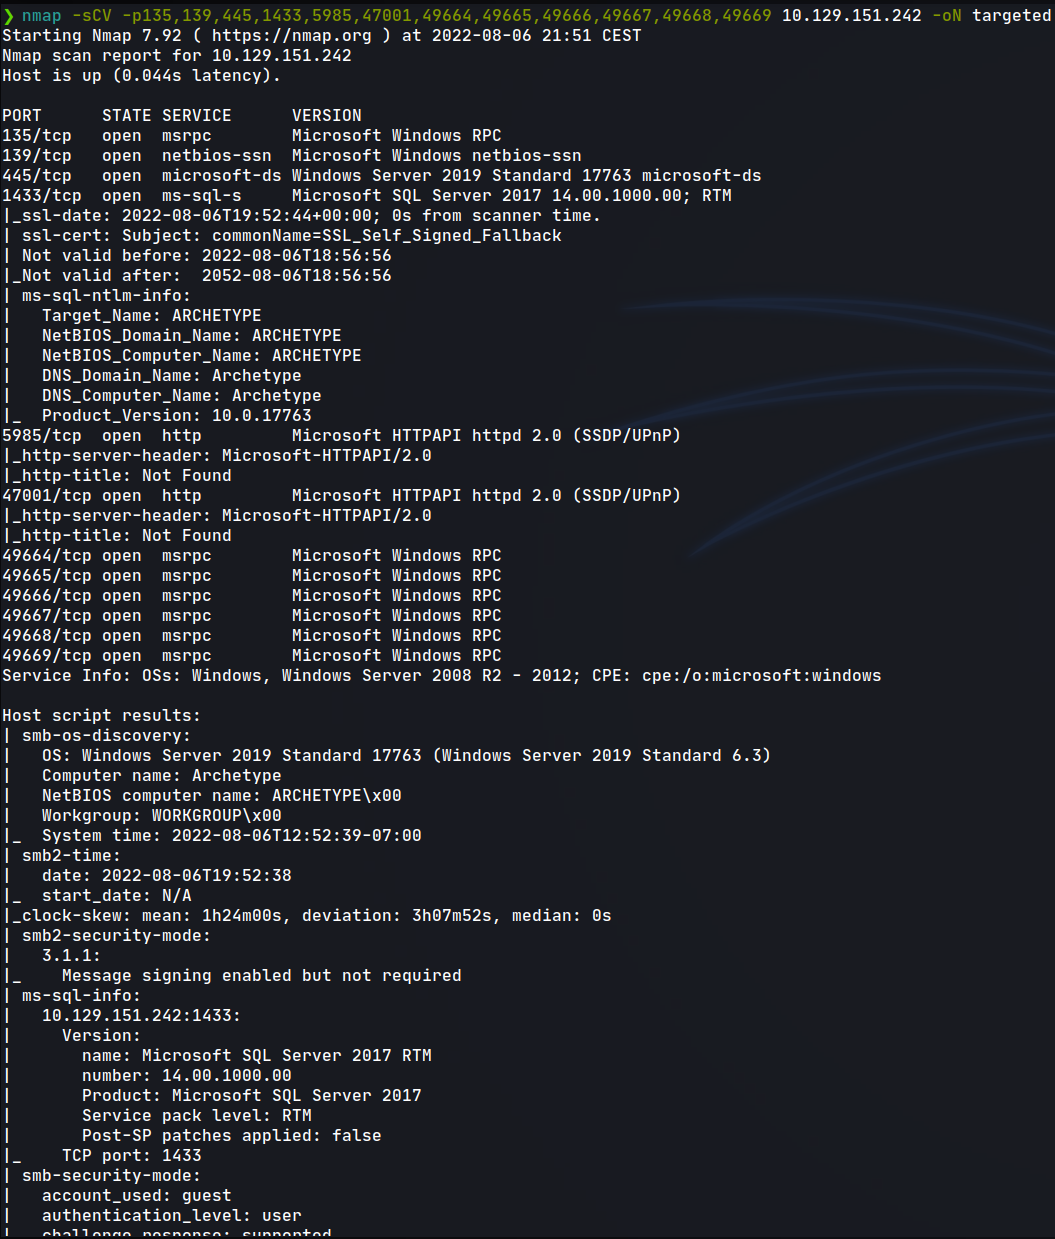 ❯ nmap -sCV -p135,139,445,1433,5985,47001,49664,49665,49666,49667,49668,49669 10.129.151.242 -oN targeted
Starting Nmap 7.92 ( https://nmap.org ) at 2022-08-06 21:51 CEST
Nmap scan report for 10.129.151.242
Host is up (0.044s latency).

PORT      STATE SERVICE      VERSION
135/tcp   open  msrpc        Microsoft Windows RPC
139/tcp   open  netbios-ssn  Microsoft Windows netbios-ssn
445/tcp   open  microsoft-ds Windows Server 2019 Standard 17763 microsoft-ds
1433/tcp  open  ms-sql-s     Microsoft SQL Server 2017 14.00.1000.00; RTM
|_ssl-date: 2022-08-06T19:52:44+00:00; 0s from scanner time.
| ssl-cert: Subject: commonName=SSL_Self_Signed_Fallback
| Not valid before: 2022-08-06T18:56:56
|_Not valid after:  2052-08-06T18:56:56
| ms-sql-ntlm-info:
|   Target_Name: ARCHETYPE
|   NetBIOS_Domain_Name: ARCHETYPE
|   NetBIOS_Computer_Name: ARCHETYPE
|   DNS_Domain_Name: Archetype
|   DNS_Computer_Name: Archetype
|_  Product_Version: 10.0.17763
5985/tcp  open  http         Microsoft HTTPAPI httpd 2.0 (SSDP/UPnP)
|_http-server-header: Microsoft-HTTPAPI/2.0
|_http-title: Not Found
47001/tcp open  http         Microsoft HTTPAPI httpd 2.0 (SSDP/UPnP)
|_http-server-header: Microsoft-HTTPAPI/2.0
|_http-title: Not Found
49664/tcp open  msrpc        Microsoft Windows RPC
49665/tcp open  msrpc        Microsoft Windows RPC
49666/tcp open  msrpc        Microsoft Windows RPC
49667/tcp open  msrpc        Microsoft Windows RPC
49668/tcp open  msrpc        Microsoft Windows RPC
49669/tcp open  msrpc        Microsoft Windows RPC
Service Info: OSs: Windows, Windows Server 2008 R2 - 2012; CPE: cpe:/o:microsoft:windows

Host script results:
| smb-os-discovery:
|   OS: Windows Server 2019 Standard 17763 (Windows Server 2019 Standard 6.3)
|   Computer name: Archetype
|   NetBIOS computer name: ARCHETYPE\x00
|   Workgroup: WORKGROUP\x00
|_  System time: 2022-08-06T12:52:39-07:00
| smb2-time:
|   date: 2022-08-06T19:52:38
|_  start_date: N/A
|_clock-skew: mean: 1h24m00s, deviation: 3h07m52s, median: 0s
| smb2-security-mode:
|   3.1.1:
|_    Message signing enabled but not required
| ms-sql-info:
|   10.129.151.242:1433:
|     Version:
|       name: Microsoft SQL Server 2017 RTM
|       number: 14.00.1000.00
|       Product: Microsoft SQL Server 2017
|       Service pack level: RTM
|       Post-SP patches applied: false
|_    TCP port: 1433
| smb-security-mode:
|   account_used: guest
|   authentication_level: user
|   challenge_response: supported